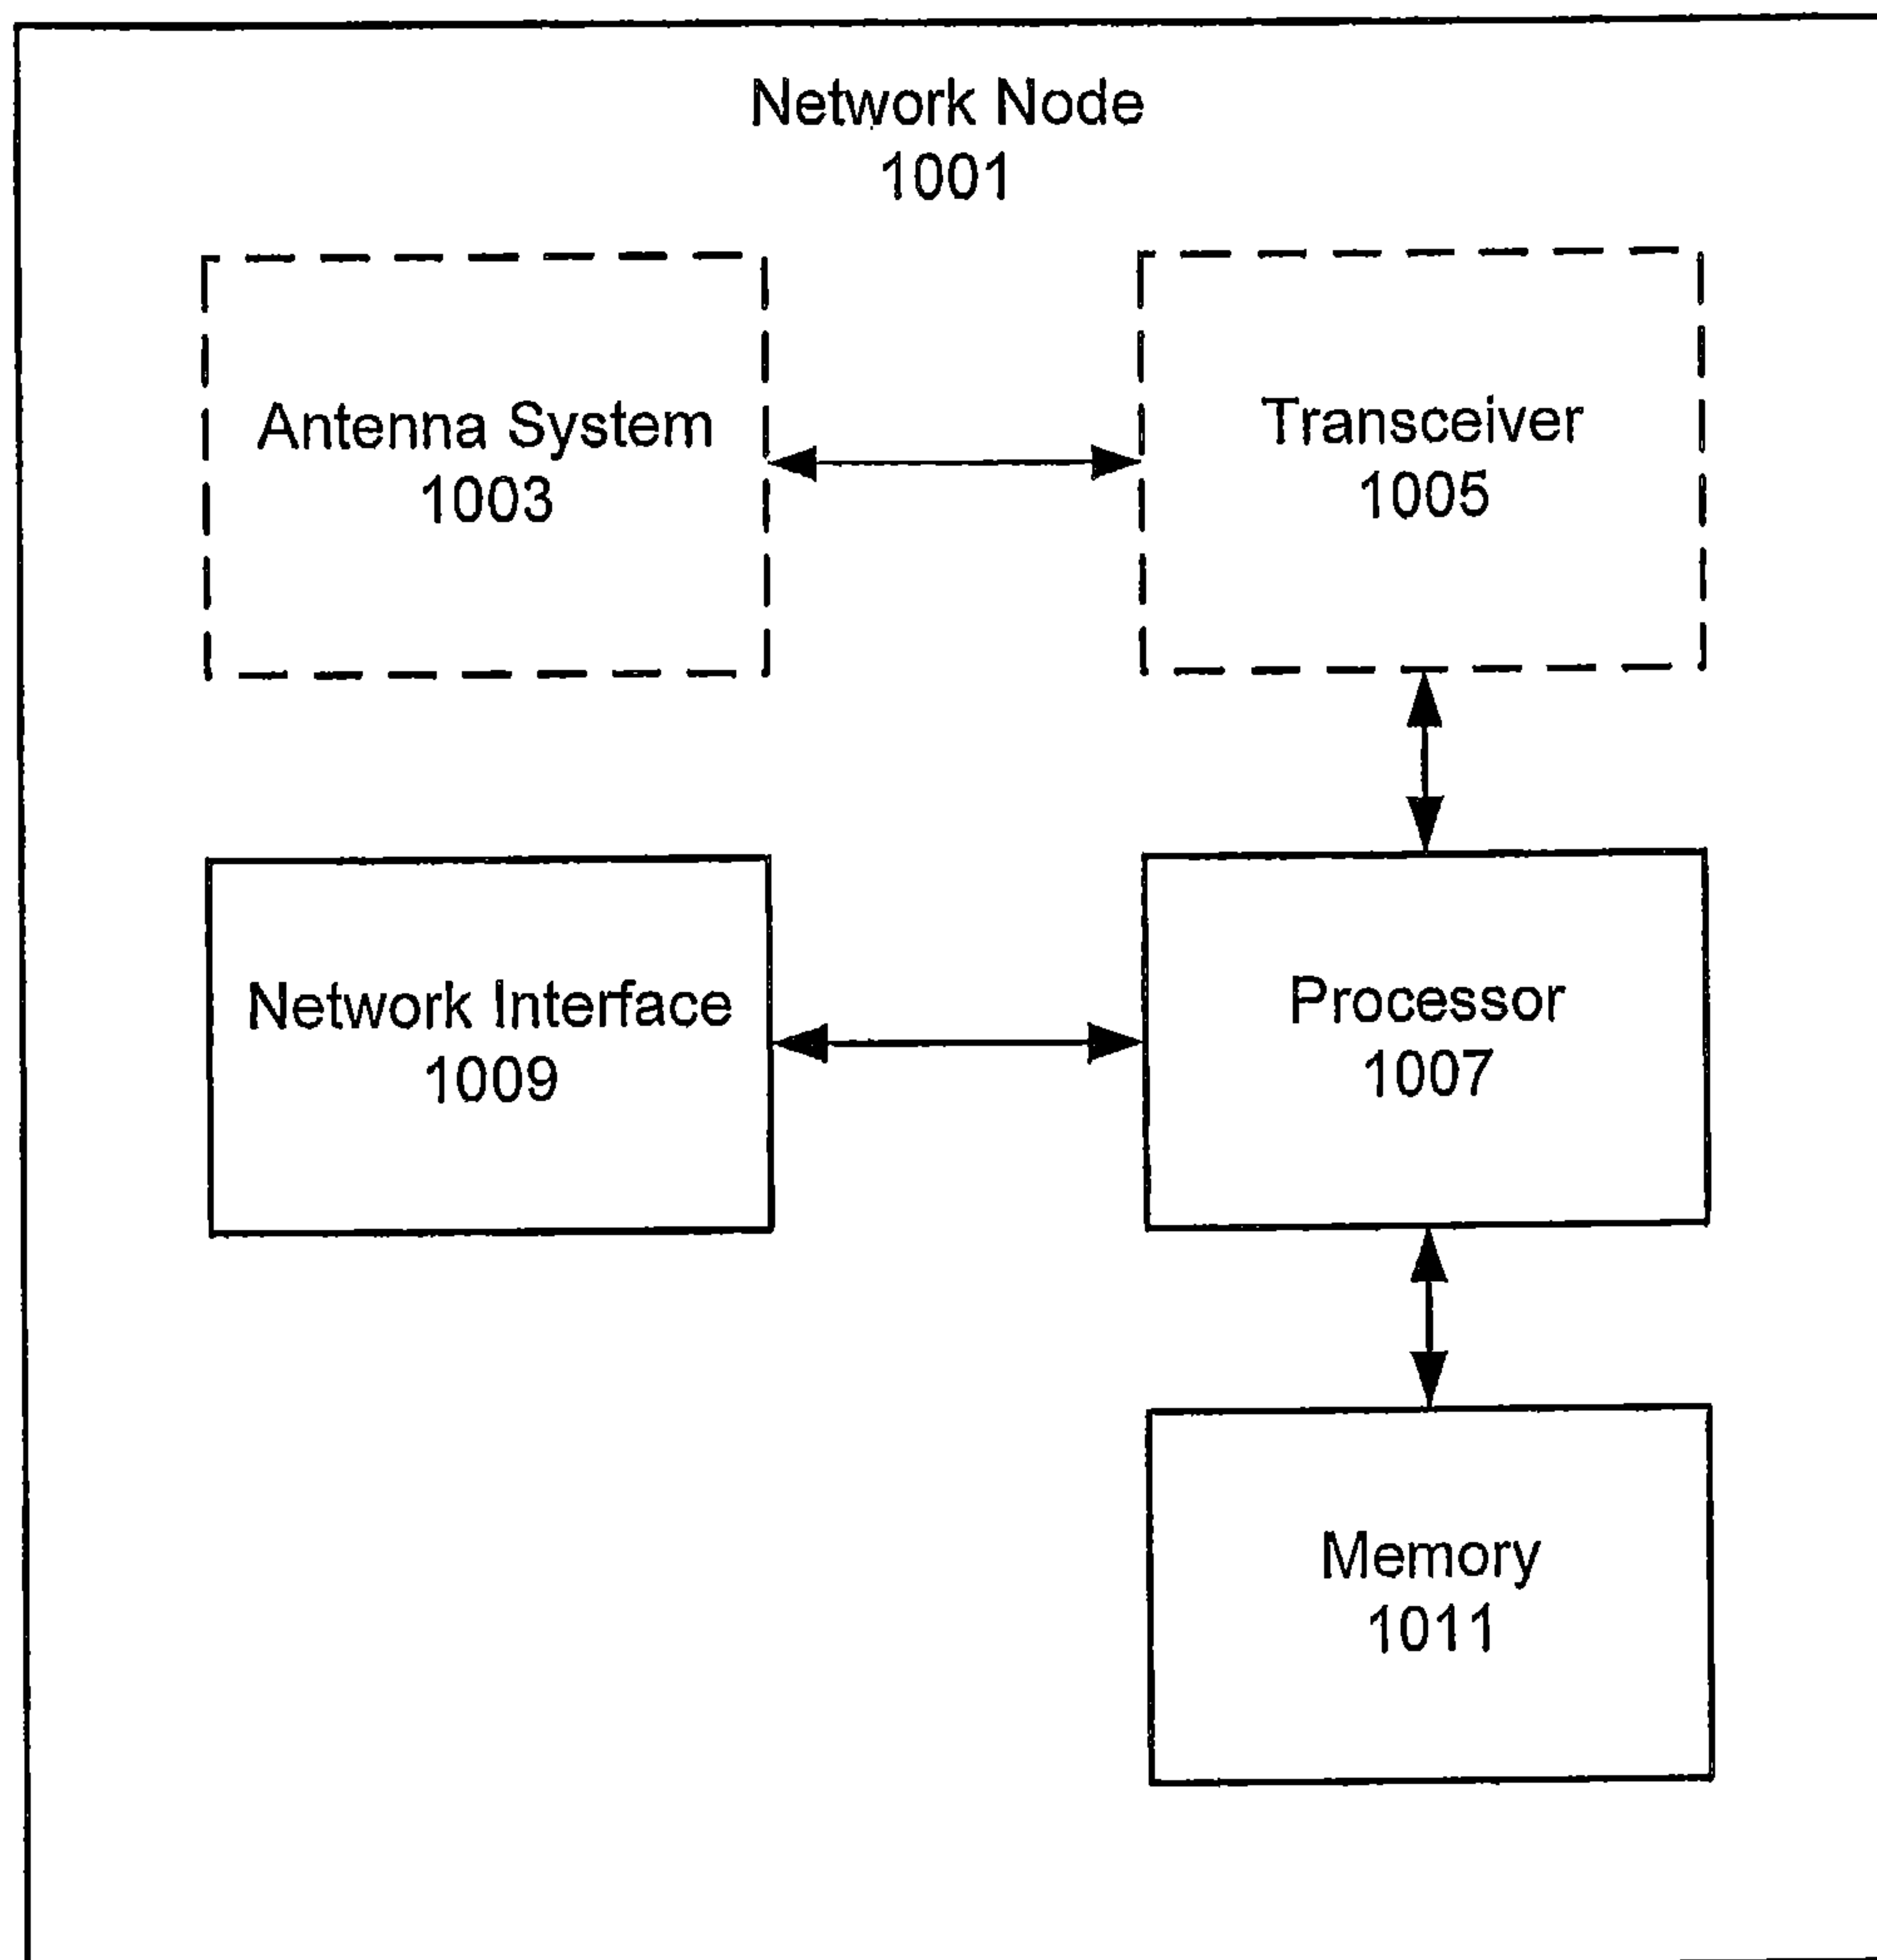 Network Node
1001
Antenna System
1003
Transceiver
1005
Network Interface
1009
Processor
1007
Memory
1011